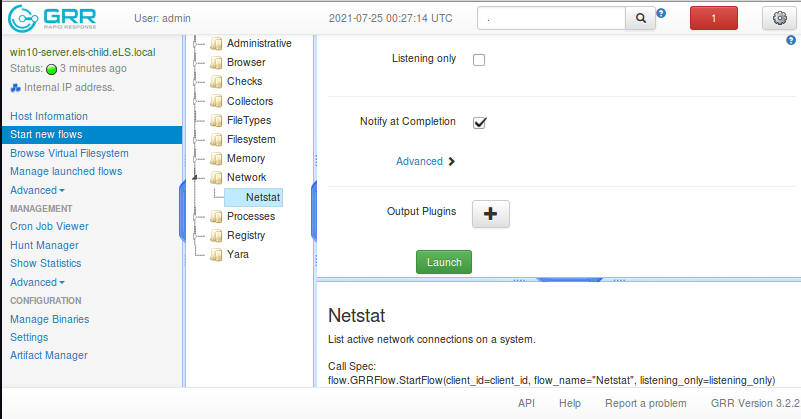 GRR
RAPID RESPONSE
User: admin
2021-07-25 00:27:14 UTC
.
1
win10-server.els-child.eLS.local
Status: 3 minutes ago
Internal IP address.
Host Information
Start new flows
Browse Virtual Filesystem
Manage launched flows
Advanced
MANAGEMENT
Cron Job Viewer
Hunt Manager
Show Statistics
Advanced
CONFIGURATION
Manage Binaries
Settings
Artifact Manager
Administrative
Browser
Checks
Collectors
FileTypes
Filesystem
Memory
Network
Netstat
Processes
Registry
Yara
Listening only
Notify at Completion
Advanced
Output Plugins
Launch
Netstat
List active network connections on a system.
Call Spec:
flow.GRRFlow.StartFlow(client_id=client_id, flow_name="Netstat", listening_only=listening_only)
API Help Report a problem GRR Version 3.2.2